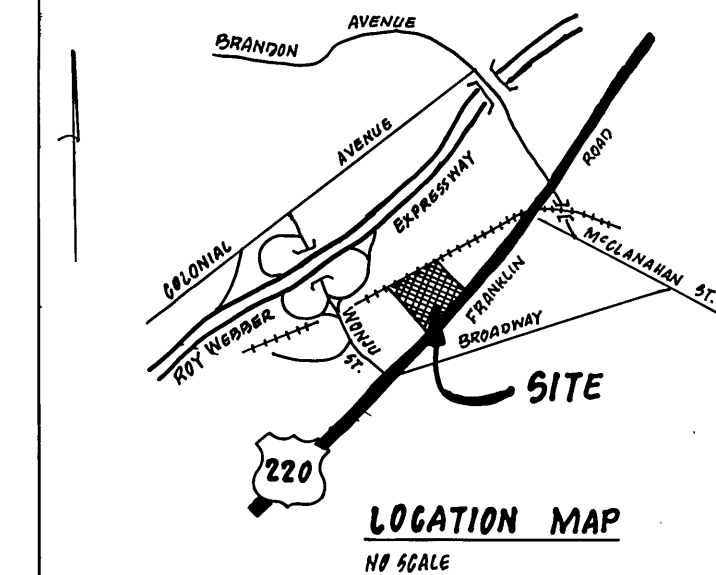 BRANDON AVENUE
COLONIAL AVENUE
ROY WEBBER EXPRESSWAY
FRANKLIN ROAD
McCLANAHAN ST.
WONJU ST.
BROADWAY
SITE
220
LOCATION MAP
NO SCALE